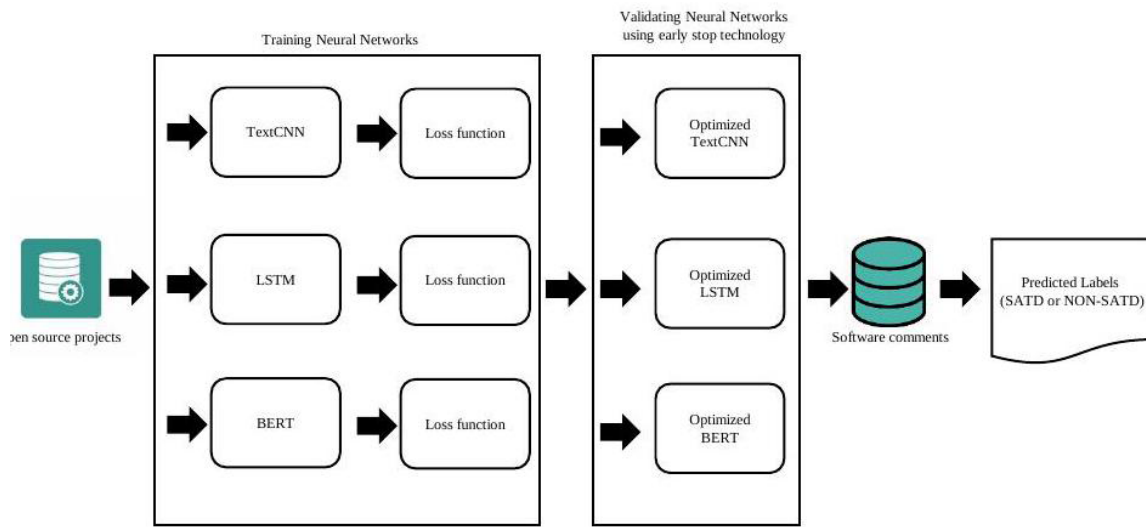 Training Neural Networks
Validating Neural Networks
using early stop technology
TextCNN
Loss function
Optimized
TextCNN
LSTM
Loss function
Optimized
LSTM
BERT
Loss function
Optimized
BERT
pen source projects
Software comments
Predicted Labels
(SATD or NON-SATD)